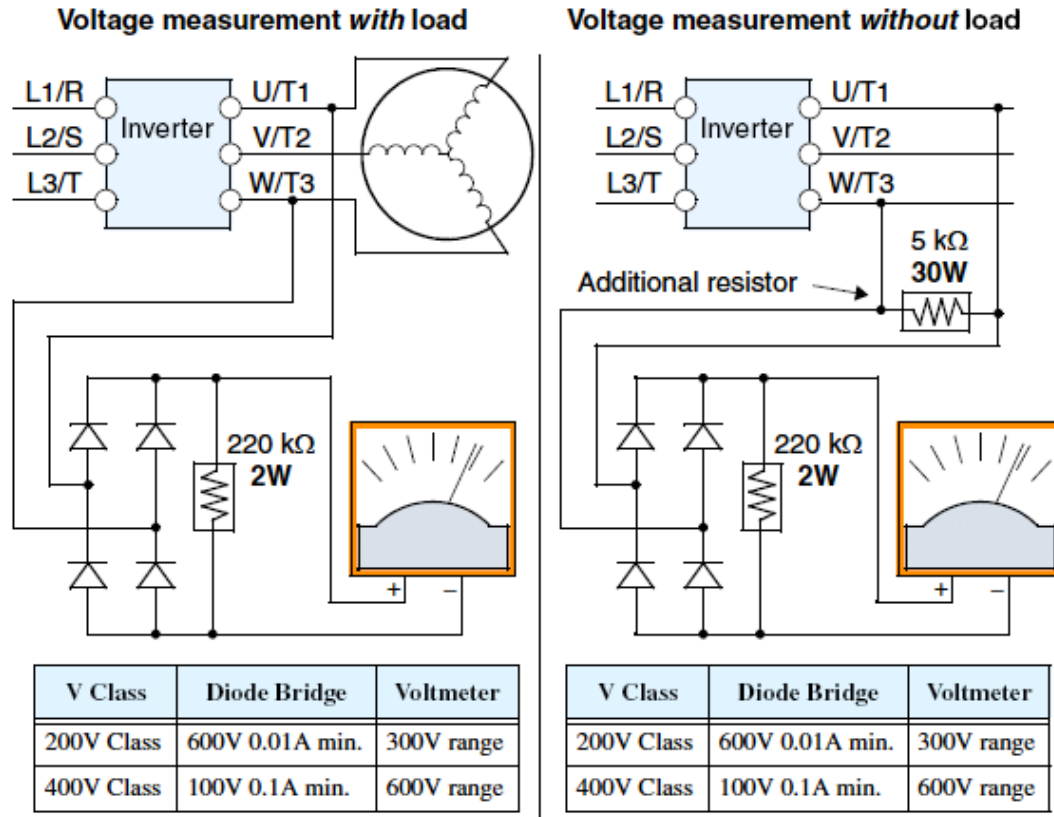 Voltage measurement with load
L1/R
L2/S
L3/T
Inverter
U/T1
V/T2
W/T3
220 kΩ
2W
+
–
V Class Diode Bridge Voltmeter
200V Class 600V 0.01A min. 300V range
400V Class 100V 0.1A min. 600V range
Voltage measurement without load
L1/R
L2/S
L3/T
Inverter
U/T1
V/T2
W/T3
5 kΩ
30W
Additional resistor
220 kΩ
2W
+
–
V Class Diode Bridge Voltmeter
200V Class 600V 0.01A min. 300V range
400V Class 100V 0.1A min. 600V range